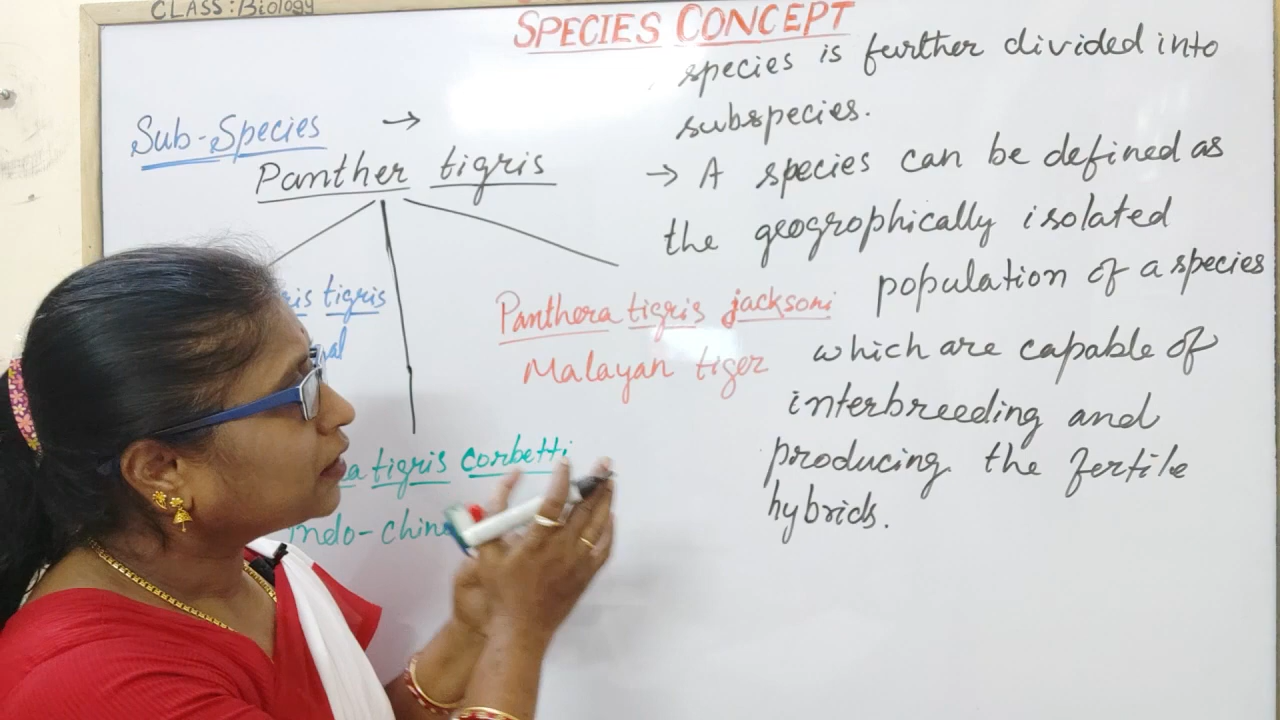 CLASS: Biology
SPECIES CONCEPT
Sub-Species →
Panther tigris
tigris
Panthera tigris jacksoni
Malayan tiger
tigris corbetti
species is further divided into
subspecies.
→ A species can be defined as
the geogrophically isolated
population of a species
which are capable of
interbreeding and
producing the fertile
hybrids.